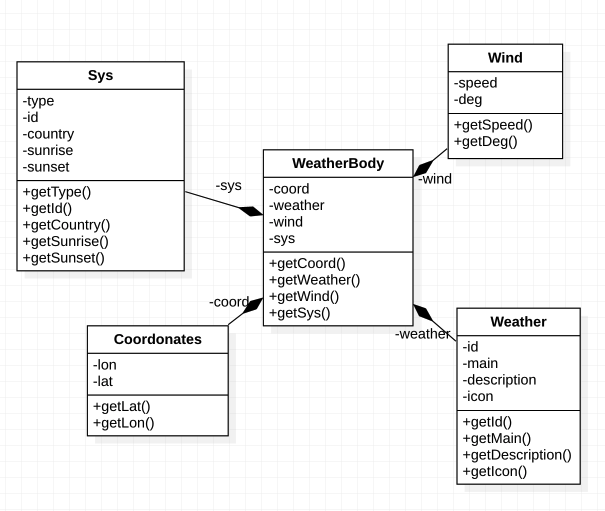 Sys
-type
-id
-country
-sunrise
-sunset
+getType()
+getId()
+getCountry()
+getSunrise()
+getSunset()
-sys
Wind
-speed
-deg
+getSpeed()
+getDeg()
-wind
WeatherBody
-coord
-weather
-wind
-sys
+getCoord()
+getWeather()
+getWind()
+getSys()
-coord
Coordonates
-lon
-lat
+getLat()
+getLon()
-weather
Weather
-id
-main
-description
-icon
+getId()
+getMain()
+getDescription()
+getIcon()